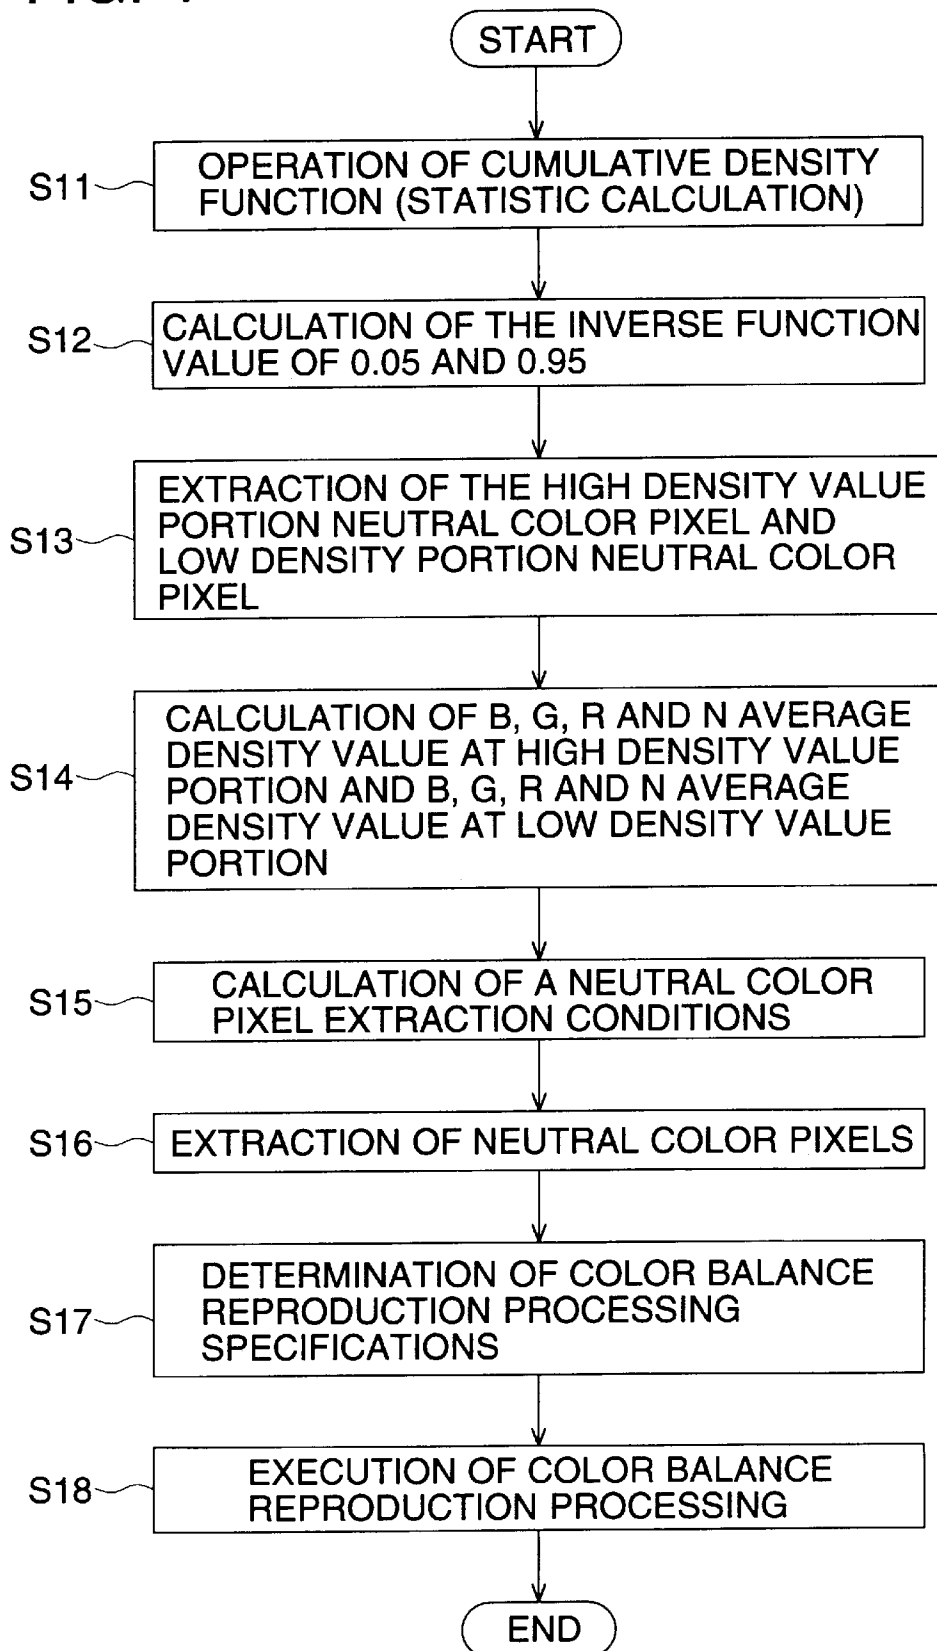 START
S11
OPERATION OF CUMULATIVE DENSITY
FUNCTION (STATISTIC CALCULATION)
S12
CALCULATION OF THE INVERSE FUNCTION
VALUE OF 0.05 AND 0.95
S13
EXTRACTION OF THE HIGH DENSITY VALUE
PORTION NEUTRAL COLOR PIXEL AND
LOW DENSITY PORTION NEUTRAL COLOR
PIXEL
S14
CALCULATION OF B, G, R AND N AVERAGE
DENSITY VALUE AT HIGH DENSITY VALUE
PORTION AND B, G, R AND N AVERAGE
DENSITY VALUE AT LOW DENSITY VALUE
PORTION
S15
CALCULATION OF A NEUTRAL COLOR
PIXEL EXTRACTION CONDITIONS
S16
EXTRACTION OF NEUTRAL COLOR PIXELS
S17
DETERMINATION OF COLOR BALANCE
REPRODUCTION PROCESSING
SPECIFICATIONS
S18
EXECUTION OF COLOR BALANCE
REPRODUCTION PROCESSING
END